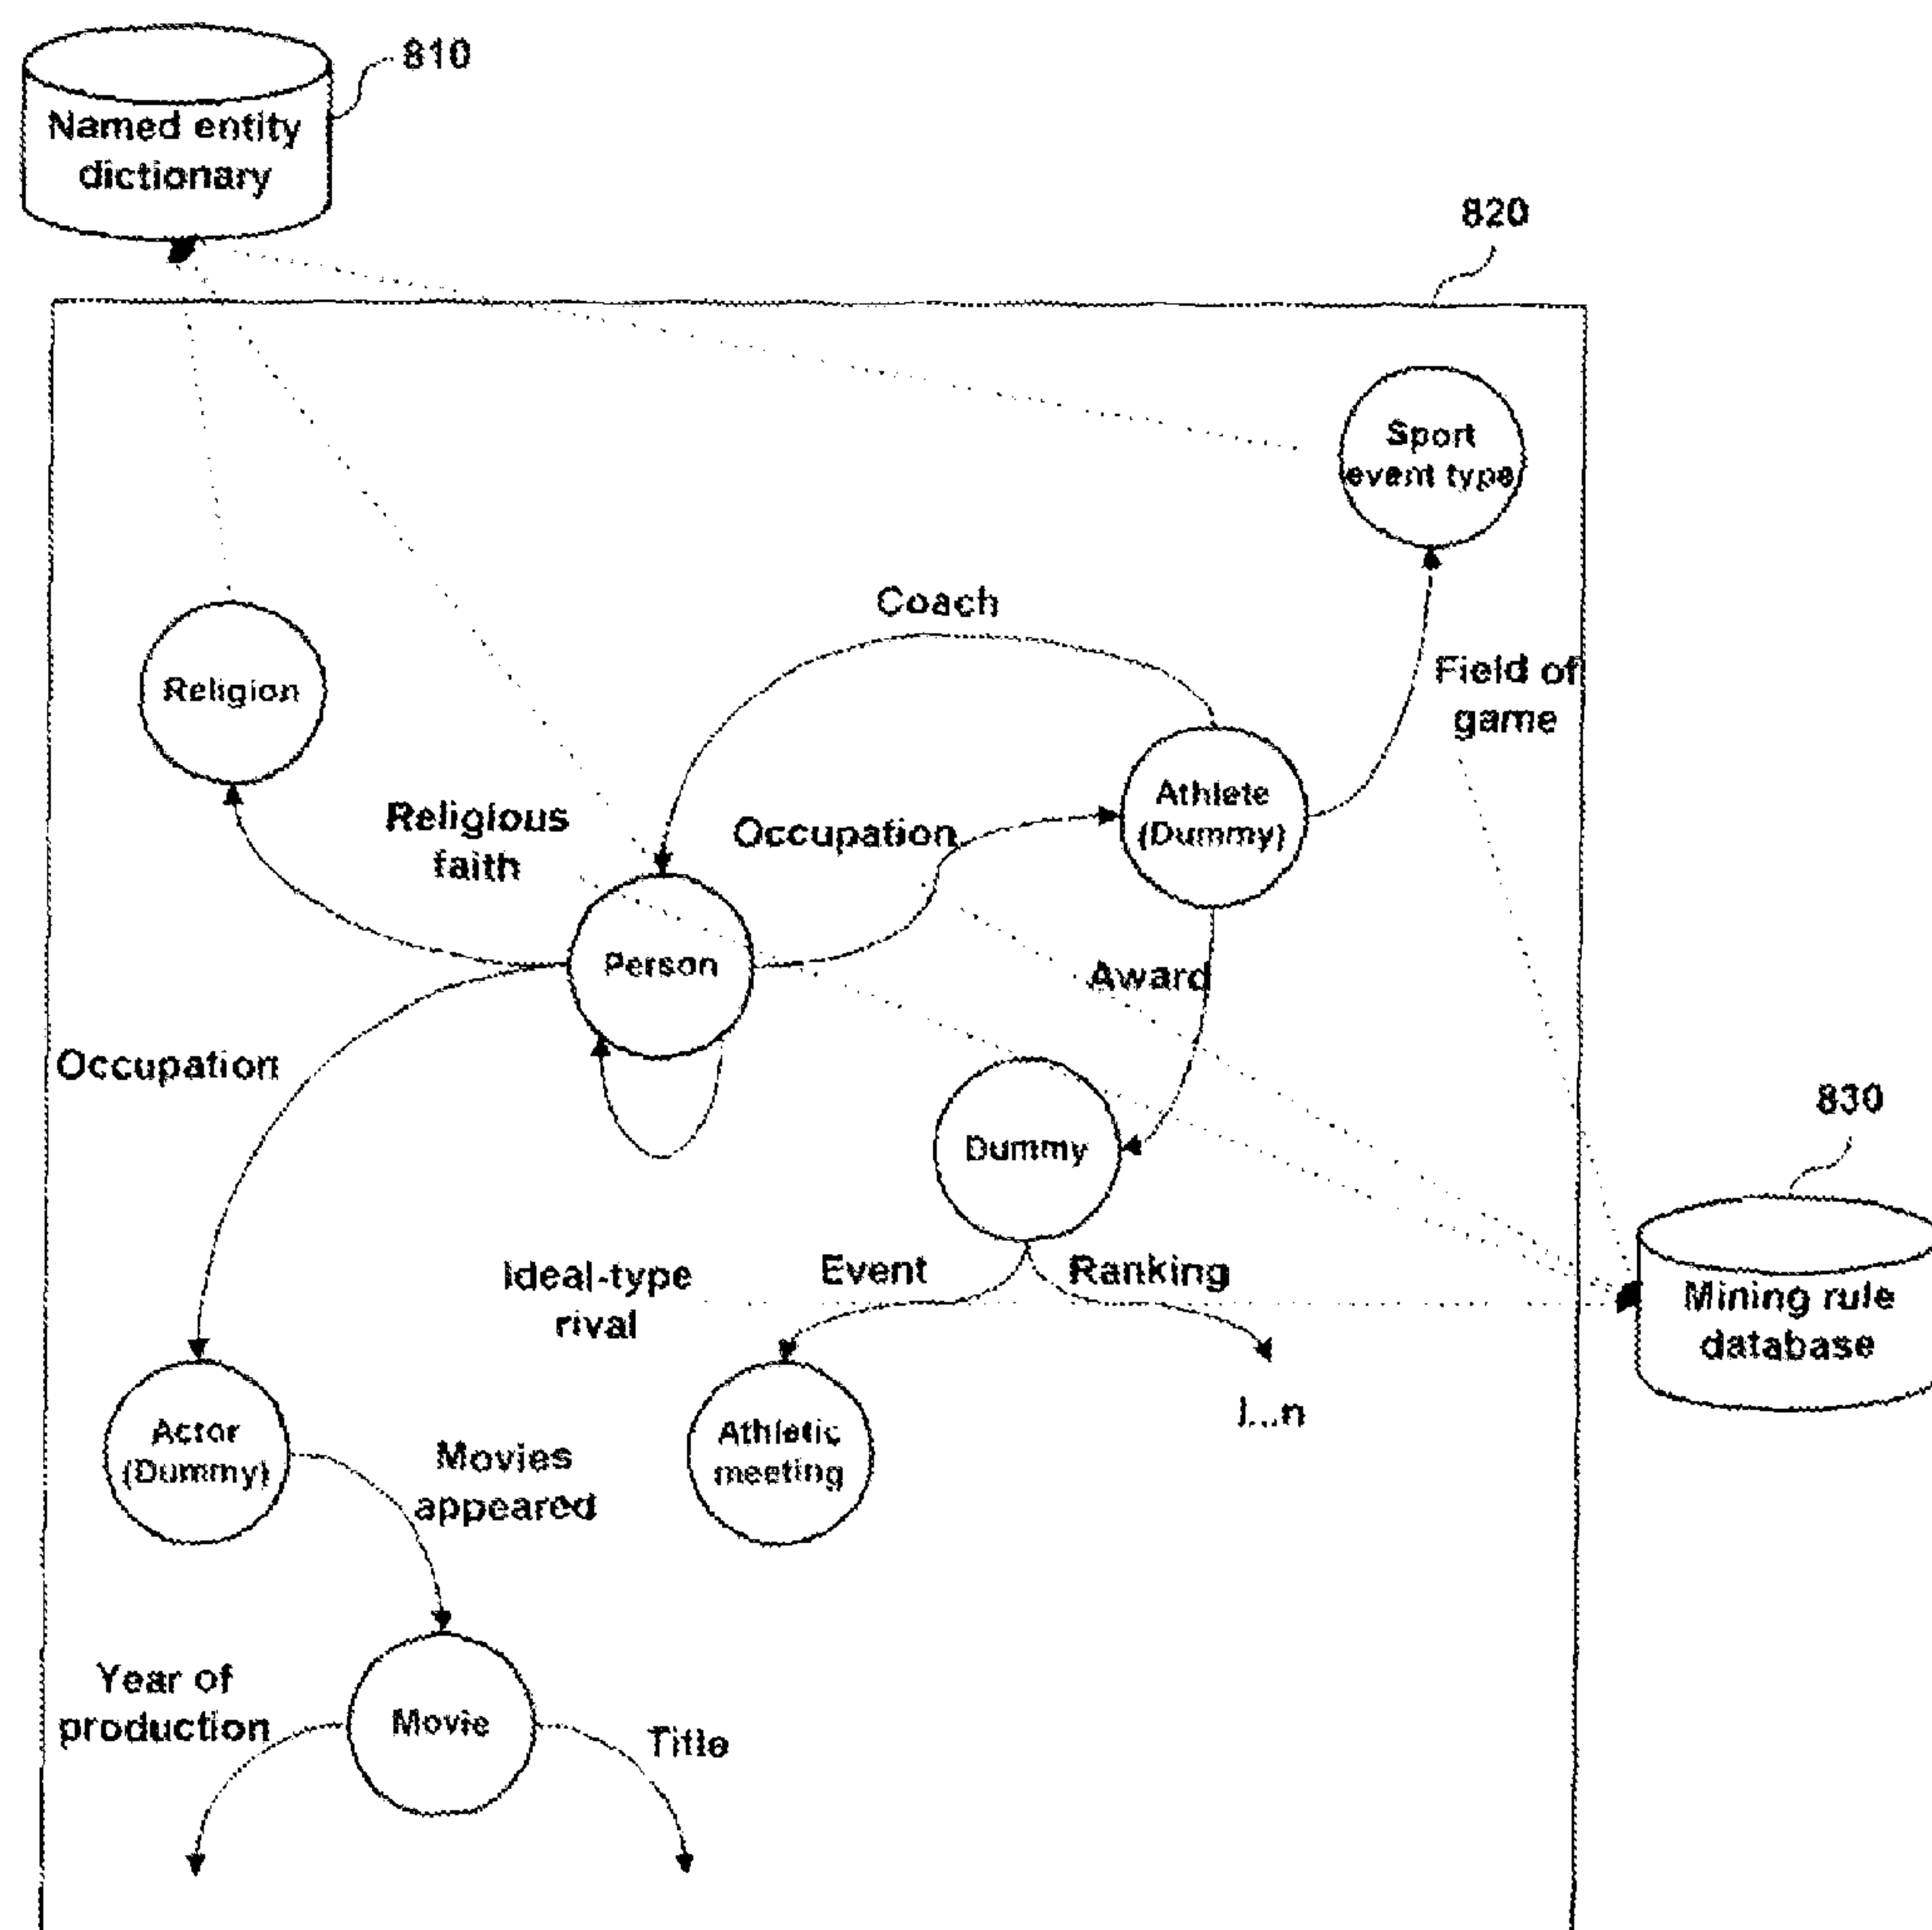 810
Named entity
dictionary
820
Sport
event type
Coach
Field of
game
Religion
Athlete
(Dummy)
Religious
faith
Occupation
Person
Award
Occupation
830
Dummy
Ideal-type
rival
Event
Ranking
Mining rule
database
Actor
(Dummy)
Movies
appeared
Athletic
meeting
1...n
Year of
production
Movie
Title